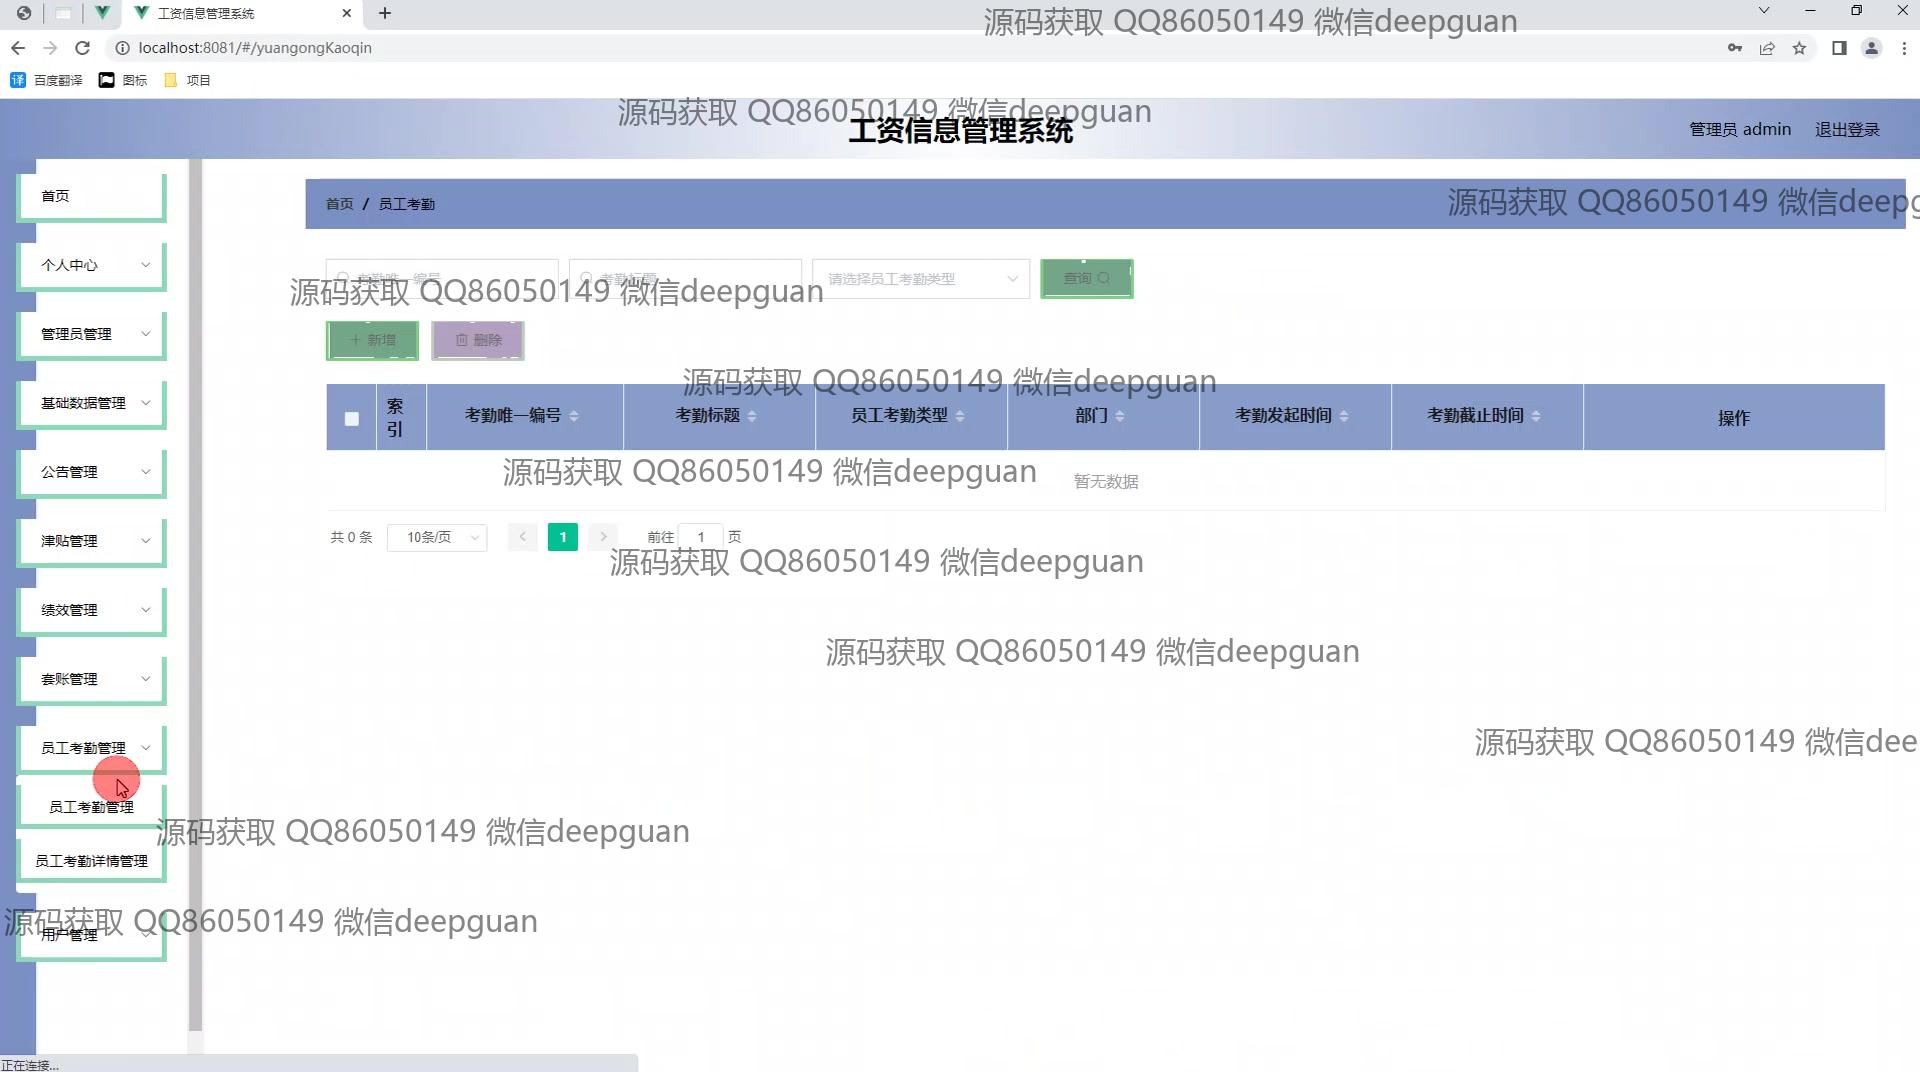 工资信息管理系统
源码获取 QQ86050149 微信deepguan
localhost:8081/#/yuangongKaoqin
译 百度翻译 图标 项目
源码获取 QQ86050149 微信deepguan
工资信息管理系统
管理员 admin 退出登录
首页
首页 / 员工考勤
源码获取 QQ86050149 微信deepg
个人中心
考勤唯一编号 考勤标题 请选择员工考勤类型 查询
源码获取 QQ86050149 微信deepguan
管理员管理
新增 删除
源码获取 QQ86050149 微信deepguan
基础数据管理
索引 考勤唯一编号 考勤标题 员工考勤类型 部门 考勤发起时间 考勤截止时间 操作
公告管理
源码获取 QQ86050149 微信deepguan
暂无数据
津贴管理
共 0 条 10条/页 1 前往 1 页
源码获取 QQ86050149 微信deepguan
绩效管理
源码获取 QQ86050149 微信deepguan
套账管理
员工考勤管理
源码获取 QQ86050149 微信dee
员工考勤管理
源码获取 QQ86050149 微信deepguan
员工考勤详情管理
源码获取 QQ86050149 微信deepguan
用户管理
正在连接...